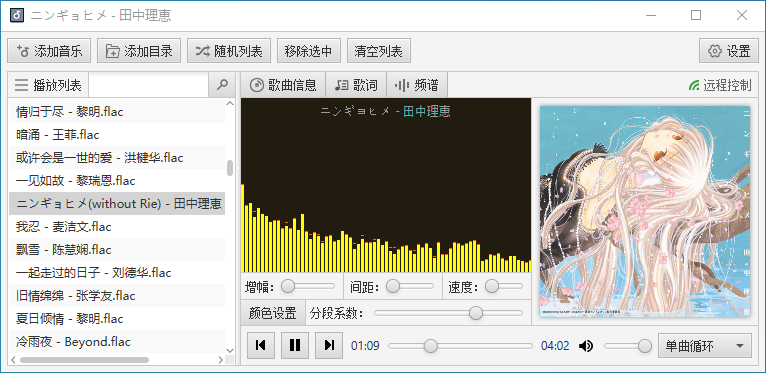 ニンギョヒメ - 田中理恵
添加音乐
添加目录
随机列表
移除选中
清空列表
设置
播放列表
歌曲信息
歌词
频谱
远程控制
情归于尽 - 黎明.flac
暗涌 - 王菲.flac
或许会是一世的爱 - 洪楗华.flac
一见如故 - 黎瑞恩.flac
ニンギョヒメ(without Rie) - 田中理恵
我忍 - 麦洁文.flac
飘雪 - 陈慧娴.flac
一起走过的日子 - 刘德华.flac
旧情绵绵 - 张学友.flac
夏日倾情 - 黎明.flac
冷雨夜 - Beyond.flac
ニンギョヒメ - 田中理恵
增幅：
间距：
速度：
颜色设置
分段系数：
01:09
04:02
单曲循环